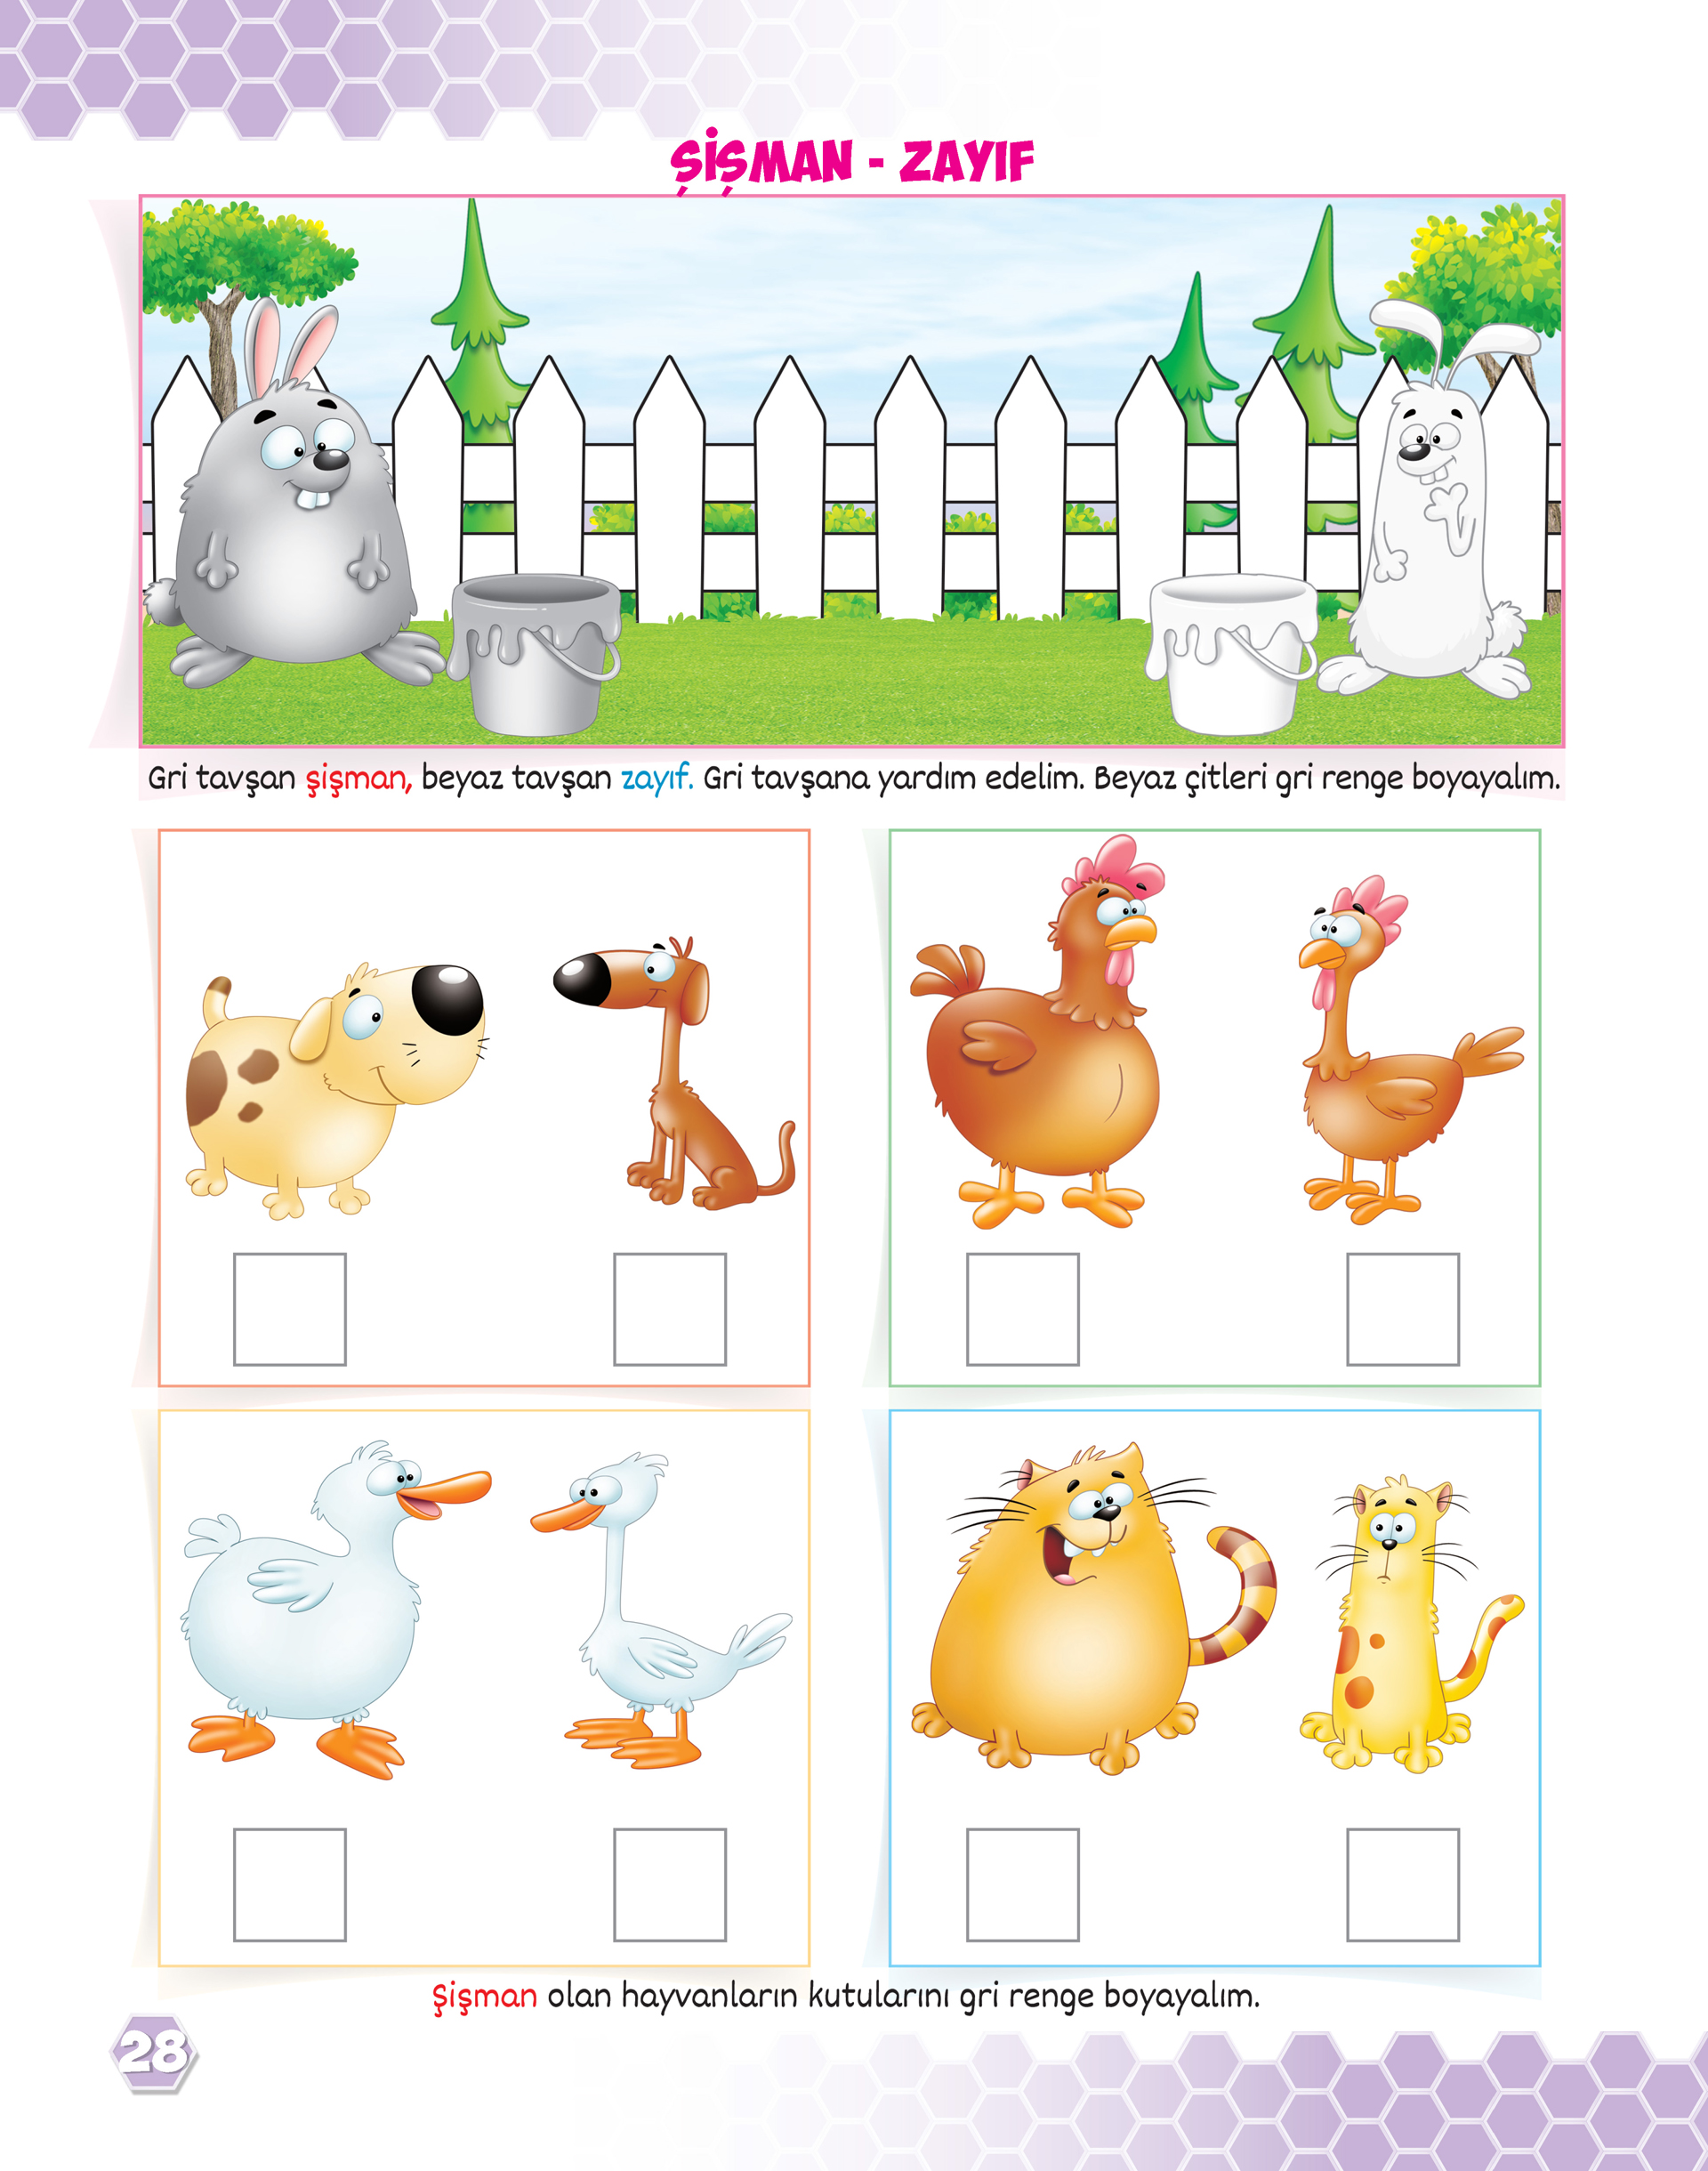 ŞİŞMAN - ZAYIF
Gri tavşan şişman, beyaz tavşan zayıf. Gri tavşana yardım edelim. Beyaz çitleri gri renge boyayalım.
Şişman olan hayvanların kutularını gri renge boyayalım.
28